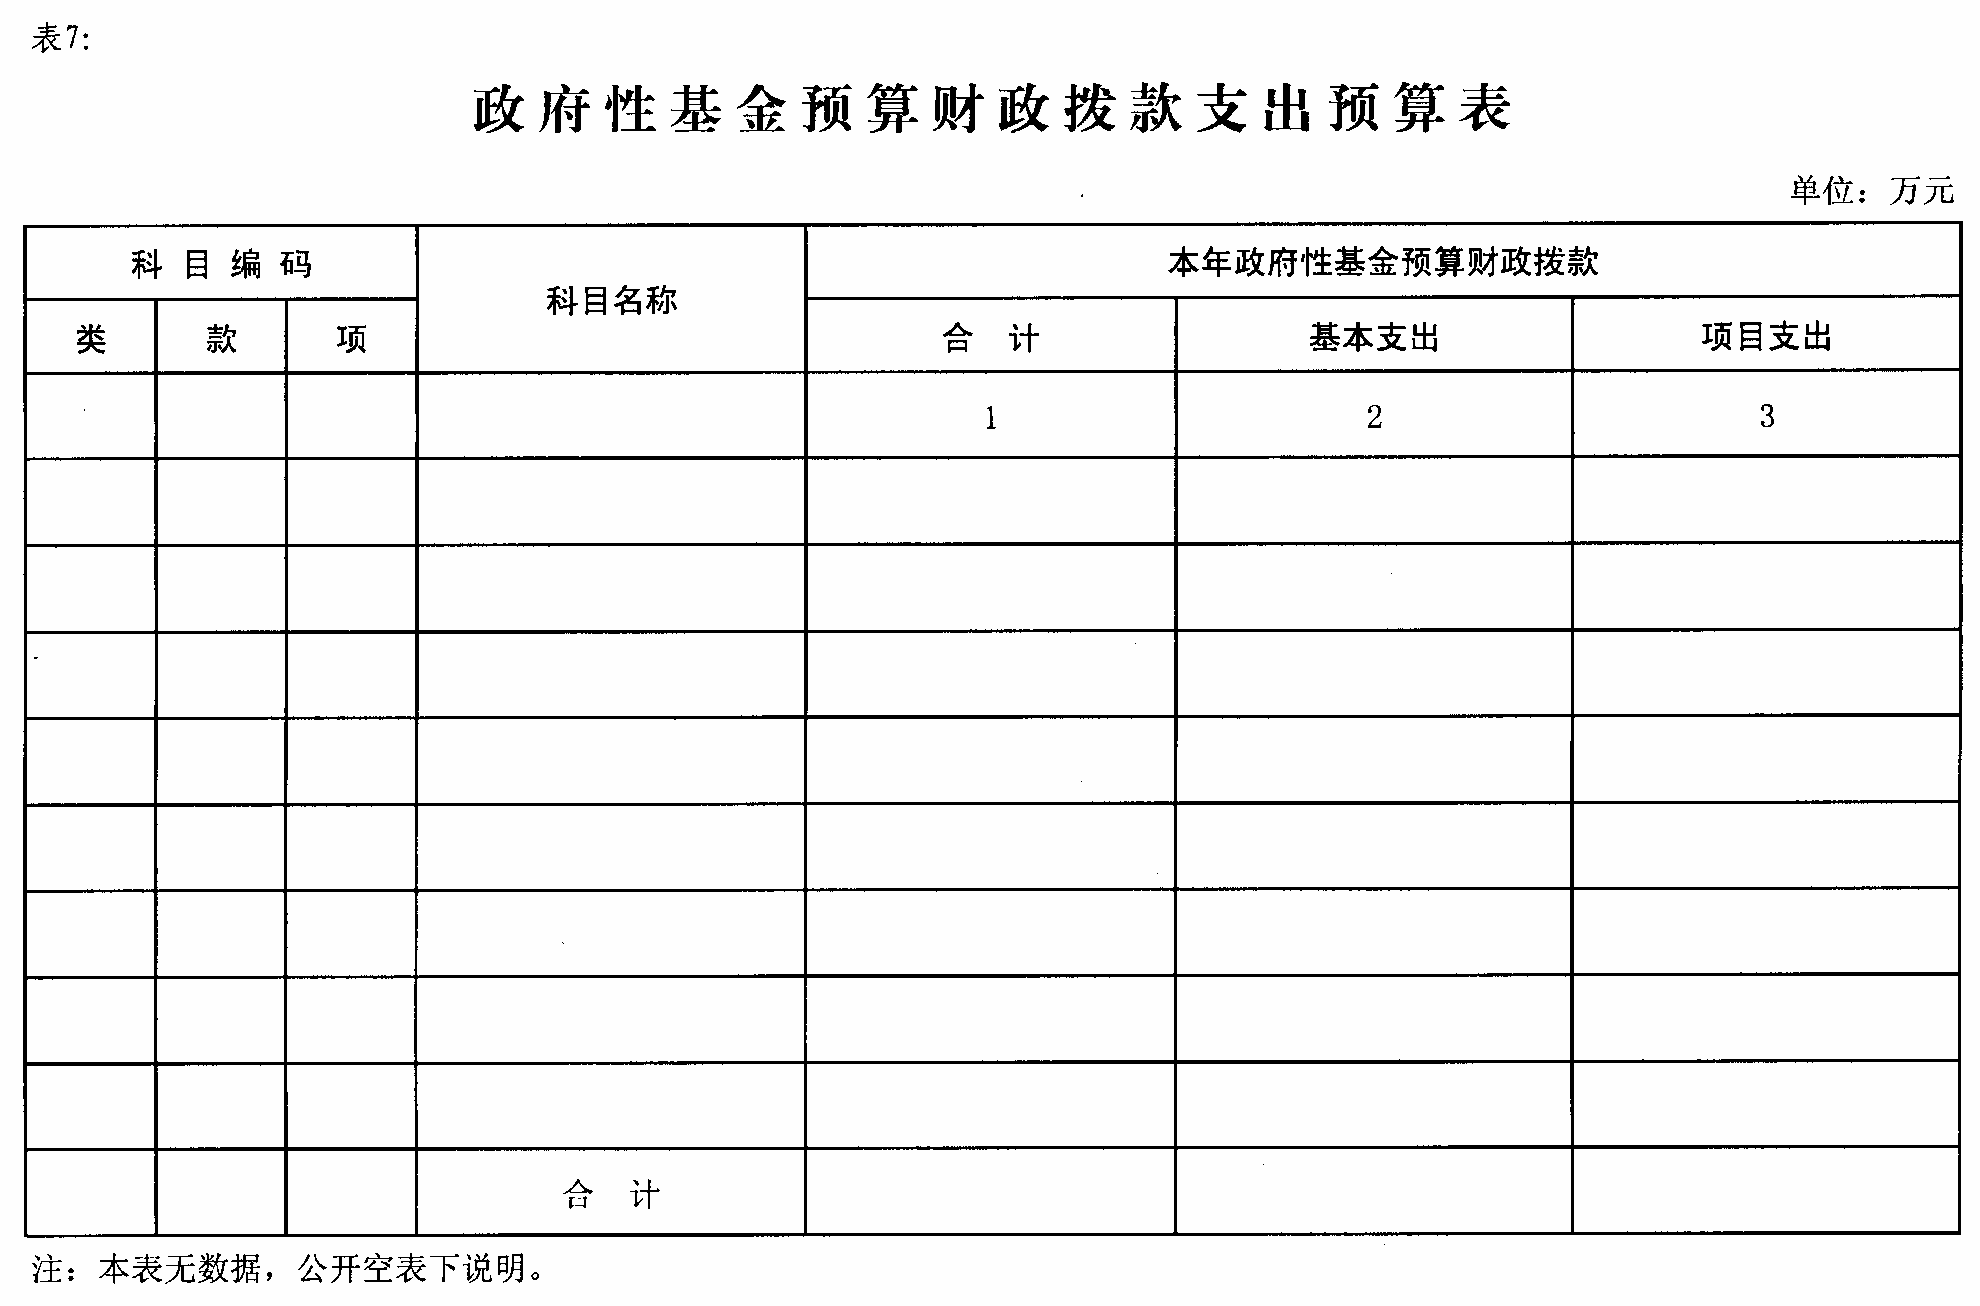 表7:
政府性基金预算财政拨款支出预算表
单位：万元
科 目 编 码 科目名称 本年政府性基金预算财政拨款
类 款 项 合 计 基本支出 项目支出
1 2 3
合 计
注：本表无数据，公开空表下说明。